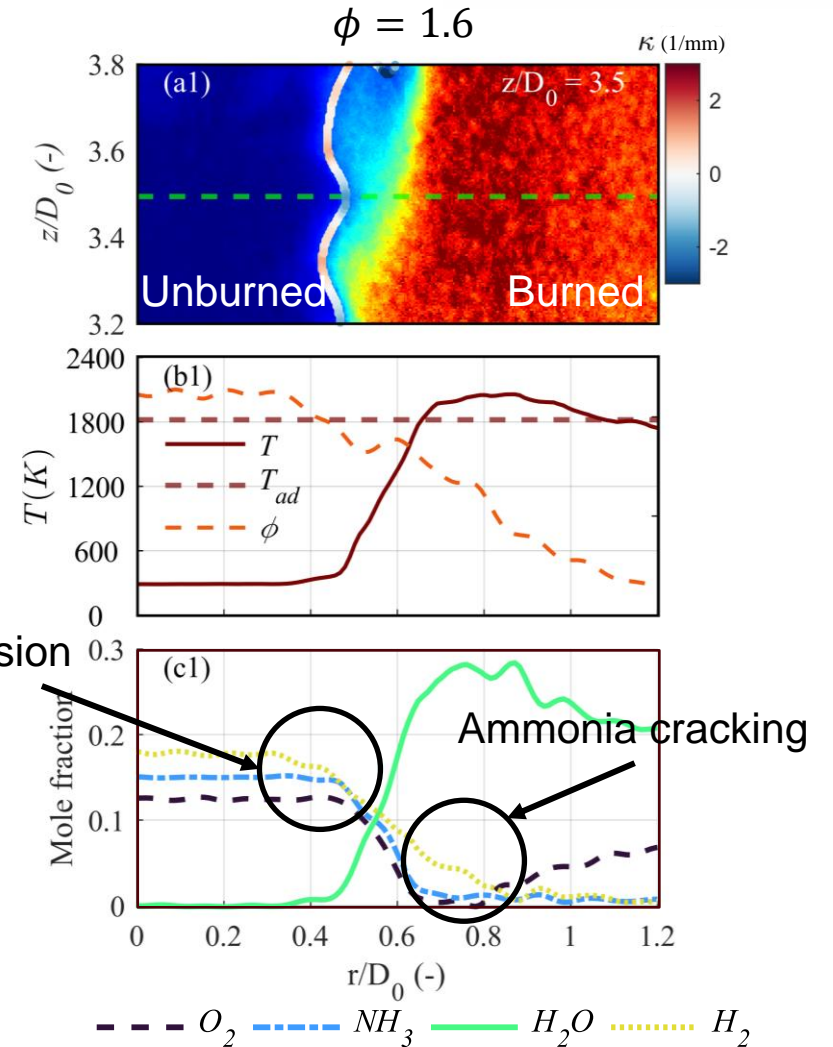 ϕ = 1.6
κ (1/mm)
(a1)
z/D0 = 3.5
3.8
3.6
3.4
3.2
z/D0 (-)
Unburned
Burned
2
0
-2
(b1)
2400
1800
1200
600
0
T(K)
T
Tad
ϕ
sion
(c1)
Ammonia cracking
0.3
0.2
0.1
0
Mole fraction
0 0.2 0.4 0.6 0.8 1 1.2
r/D0 (-)
O2 NH3 H2O H2